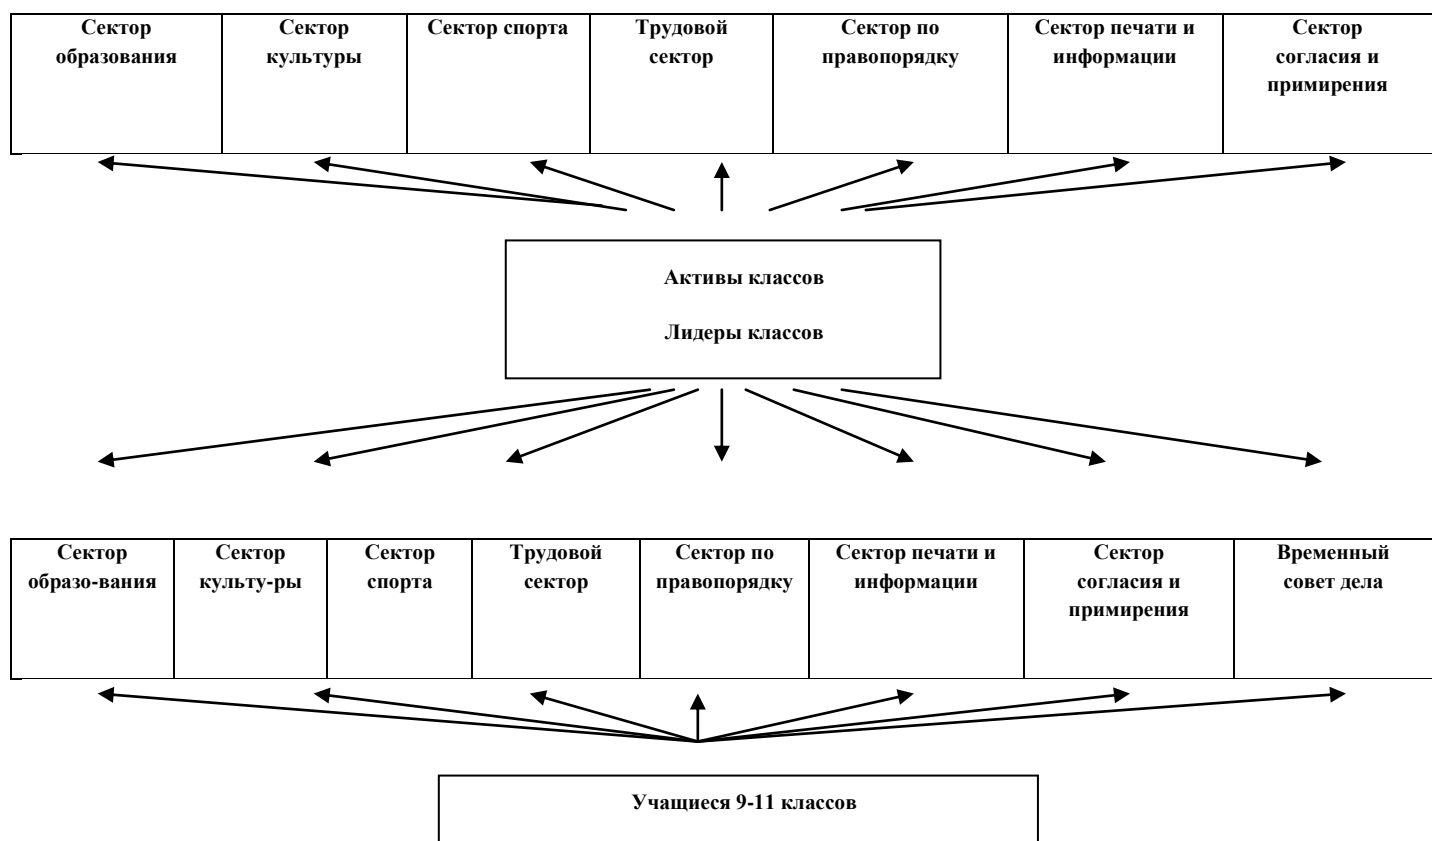 Сектор
образования
Сектор
культуры
Сектор спорта
Трудовой
сектор
Сектор по
правопорядку
Сектор печати и
информации
Сектор
согласия и
примирения
Активы классов
Лидеры классов
Сектор
образо-вания
Сектор
культу-ры
Сектор
спорта
Трудовой
сектор
Сектор по
правопорядку
Сектор печати и
информации
Сектор
согласия и
примирения
Временный
совет дела
Учащиеся 9-11 классов